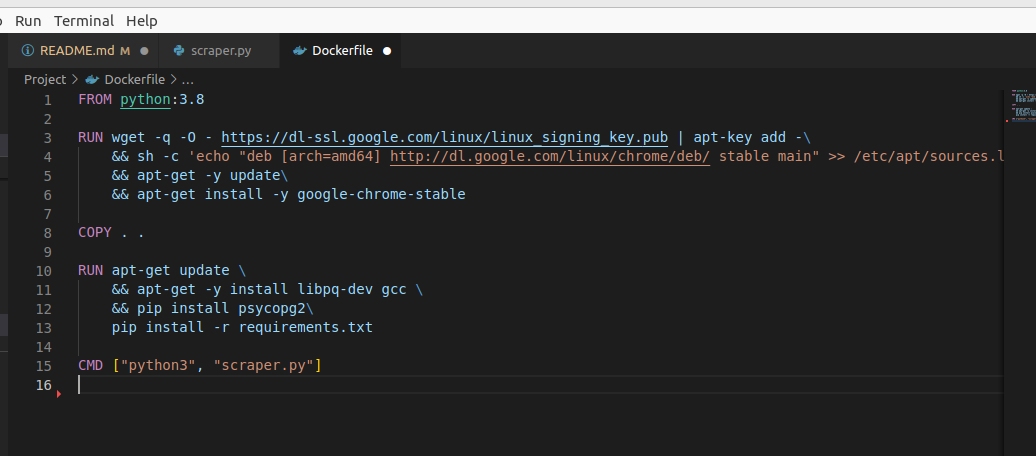 Run Terminal Help
README.md M scraper.py Dockerfile
Project > Dockerfile > ...
1 FROM python:3.8
2
3 RUN wget -q -O - https://dl-ssl.google.com/linux/linux_signing_key.pub | apt-key add -\
4 && sh -c 'echo "deb [arch=amd64] http://dl.google.com/linux/chrome/deb/ stable main" >> /etc/apt/sources.l
5 && apt-get -y update\
6 && apt-get install -y google-chrome-stable
7
8 COPY . .
9
10 RUN apt-get update \
11 && apt-get -y install libpq-dev gcc \
12 && pip install psycopg2\
13 pip install -r requirements.txt
14
15 CMD ["python3", "scraper.py"]
16